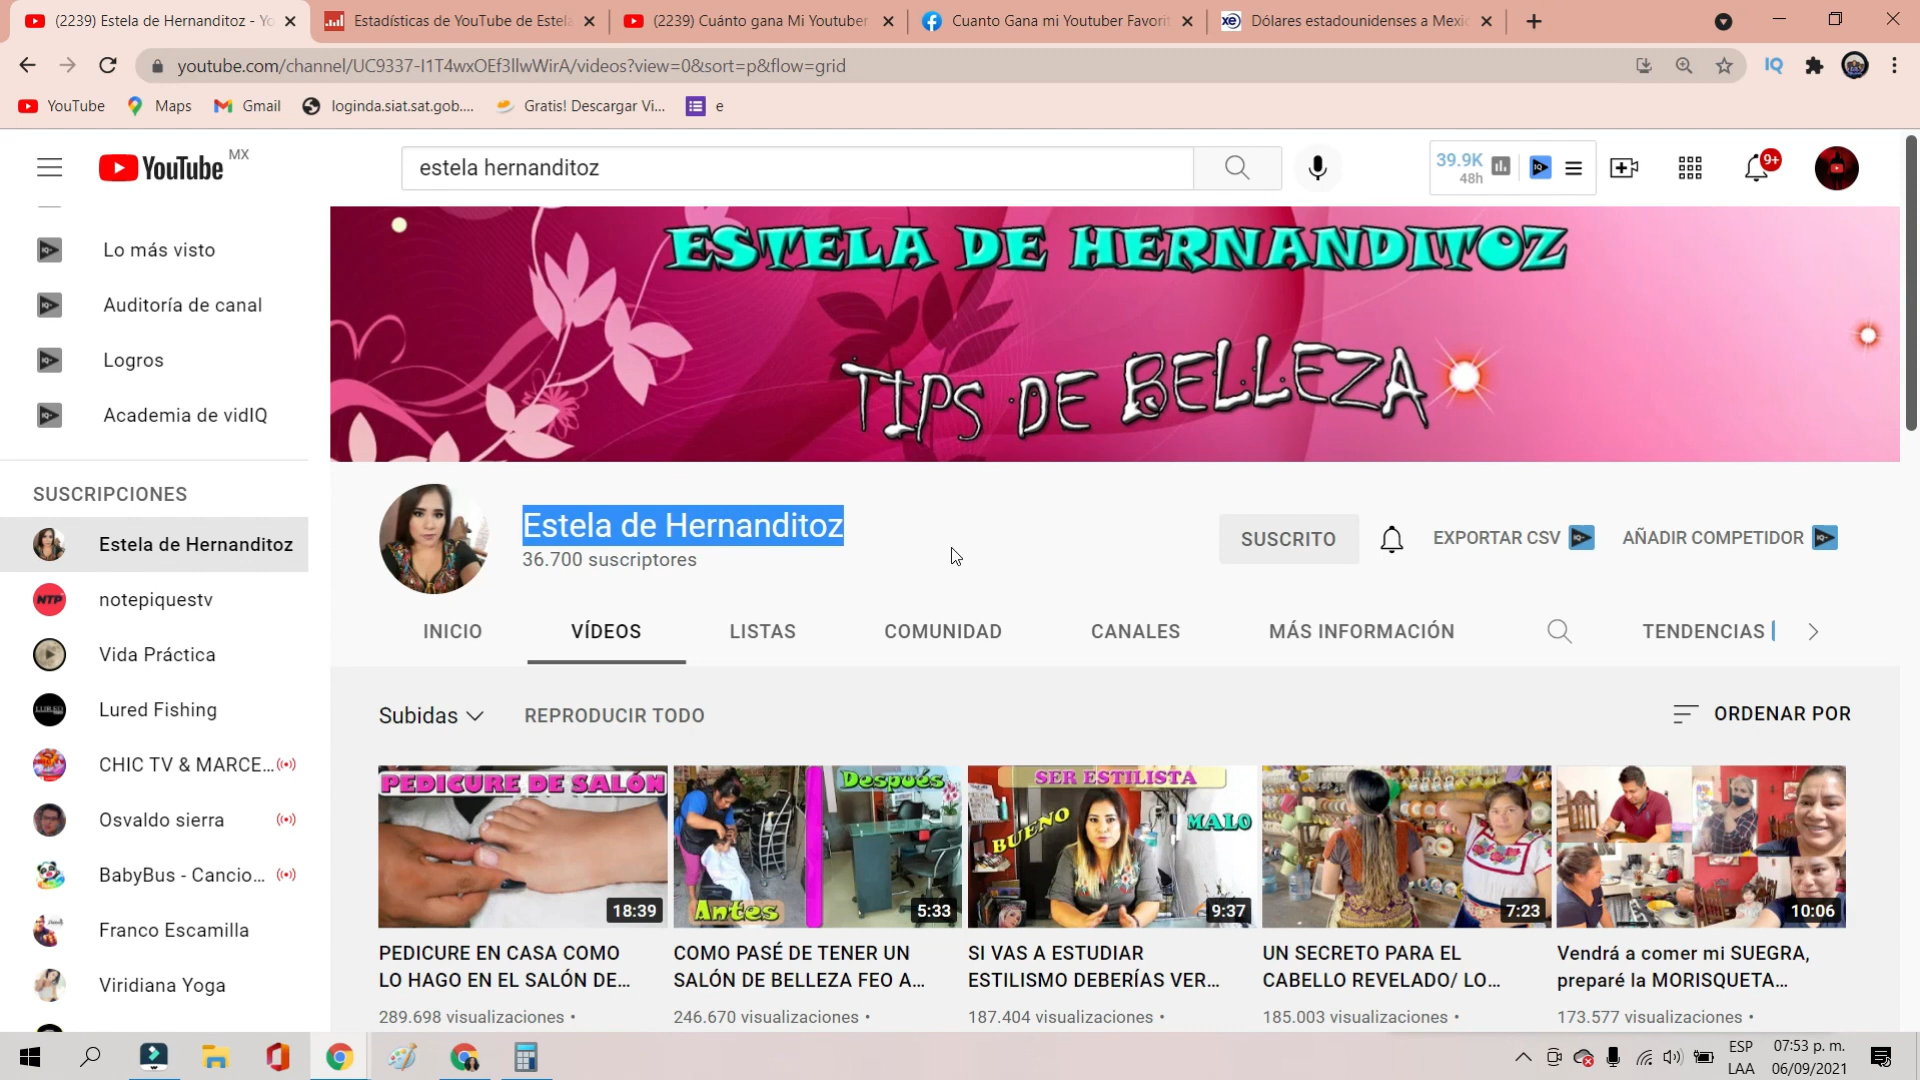 (2239) Estela de Hernanditoz - Yo
Estadísticas de YouTube de Estela
(2239) Cuánto gana Mi Youtuber
Cuanto Gana mi Youtuber Favorit
Dólares estadounidenses a Mexic
youtube.com/channel/UC9337-I1T4wxOEf3llwWirA/videos?view=0&sort=p&flow=grid
YouTube
Maps
Gmail
loginda.siat.sat.gob....
Gratis! Descargar Vi...
e
YouTube MX
estela hernanditoz
39.9K
48h
9+
Lo más visto
Auditoría de canal
Logros
Academia de vidIQ
SUSCRIPCIONES
Estela de Hernanditoz
notepiquestv
Vida Práctica
Lured Fishing
CHIC TV & MARCE...
Osvaldo sierra
BabyBus - Cancio...
Franco Escamilla
Viridiana Yoga
ESTELA DE HERNANDITOZ
TIPS DE BELLEZA
Estela de Hernanditoz
36.700 suscriptores
SUSCRITO
EXPORTAR CSV
AÑADIR COMPETIDOR
INICIO
VÍDEOS
LISTAS
COMUNIDAD
CANALES
MÁS INFORMACIÓN
TENDENCIAS
Subidas
REPRODUCIR TODO
ORDENAR POR
PEDICURE DE SALÓN
18:39
Después
Antes
5:33
SER ESTILISTA
BUENO
MALO
9:37
7:23
10:06
PEDICURE EN CASA COMO
LO HAGO EN EL SALÓN DE...
289.698 visualizaciones •
COMO PASÉ DE TENER UN
SALÓN DE BELLEZA FEO A...
246.670 visualizaciones •
SI VAS A ESTUDIAR
ESTILISMO DEBERÍAS VER...
187.404 visualizaciones •
UN SECRETO PARA EL
CABELLO REVELADO/ LO...
185.003 visualizaciones •
Vendrá a comer mi SUEGRA,
preparé la MORISQUETA...
173.577 visualizaciones •
ESP
LAA
07:53 p. m.
06/09/2021